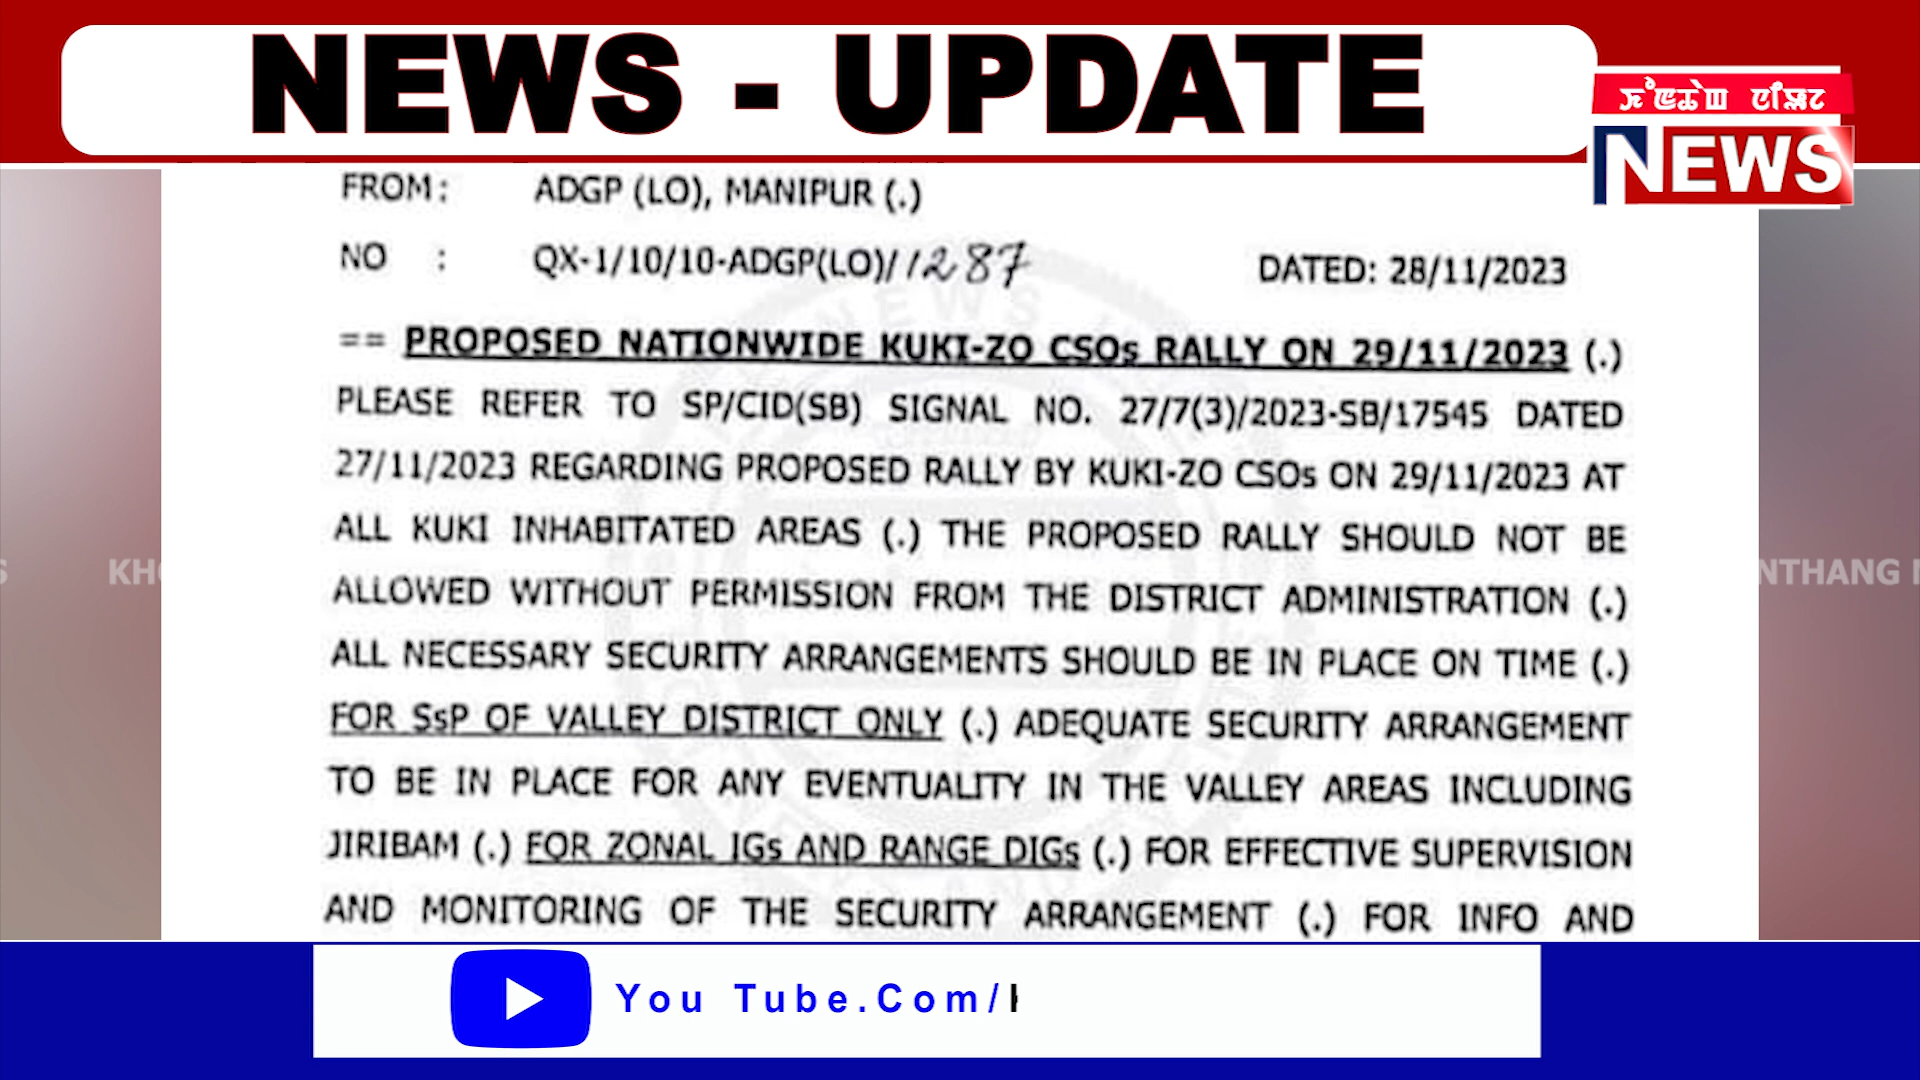 NEWS - UPDATE
NEWS
FROM: ADGP (LO), MANIPUR (.)
NO : QX-1/10/10-ADGP(LO)/1287 DATED: 28/11/2023
== PROPOSED NATIONWIDE KUKI-ZO CSOs RALLY ON 29/11/2023 (.)
PLEASE REFER TO SP/CID(SB) SIGNAL NO. 27/7(3)/2023-SB/17545 DATED
27/11/2023 REGARDING PROPOSED RALLY BY KUKI-ZO CSOs ON 29/11/2023 AT
ALL KUKI INHABITATED AREAS (.) THE PROPOSED RALLY SHOULD NOT BE
ALLOWED WITHOUT PERMISSION FROM THE DISTRICT ADMINISTRATION (.)
ALL NECESSARY SECURITY ARRANGEMENTS SHOULD BE IN PLACE ON TIME (.)
FOR SsP OF VALLEY DISTRICT ONLY (.) ADEQUATE SECURITY ARRANGEMENT
TO BE IN PLACE FOR ANY EVENTUALITY IN THE VALLEY AREAS INCLUDING
JIRIBAM (.) FOR ZONAL IGs AND RANGE DIGs (.) FOR EFFECTIVE SUPERVISION
AND MONITORING OF THE SECURITY ARRANGEMENT (.) FOR INFO AND
You Tube.Com/